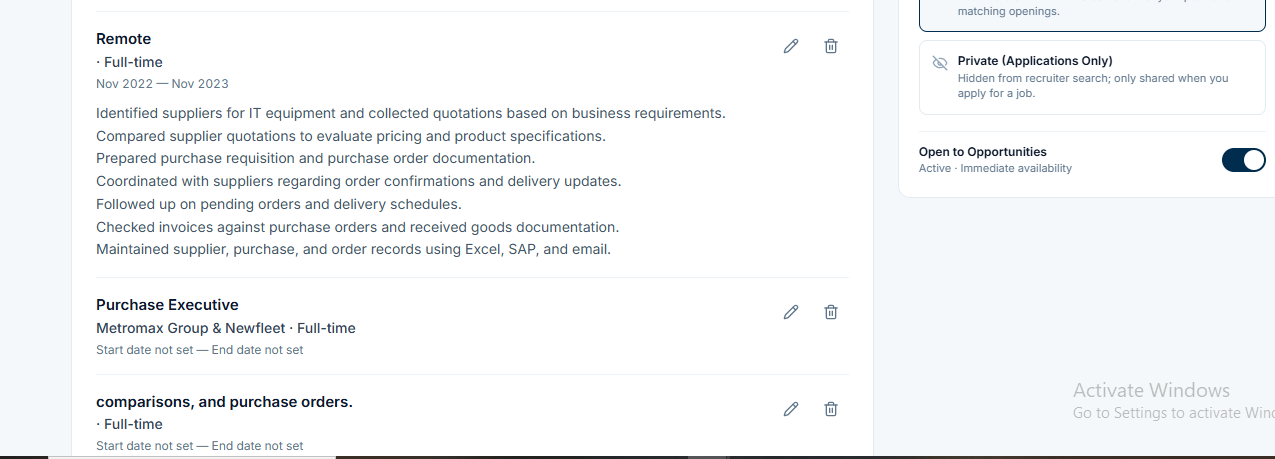 matching openings.
Remote
· Full-time
Nov 2022 — Nov 2023
Identified suppliers for IT equipment and collected quotations based on business requirements.
Compared supplier quotations to evaluate pricing and product specifications.
Prepared purchase requisition and purchase order documentation.
Coordinated with suppliers regarding order confirmations and delivery updates.
Followed up on pending orders and delivery schedules.
Checked invoices against purchase orders and received goods documentation.
Maintained supplier, purchase, and order records using Excel, SAP, and email.
Purchase Executive
Metromax Group & Newfleet · Full-time
Start date not set — End date not set
comparisons, and purchase orders.
· Full-time
Start date not set — End date not set
Private (Applications Only)
Hidden from recruiter search; only shared when you
apply for a job.
Open to Opportunities
Active · Immediate availability
Activate Windows
Go to Settings to activate